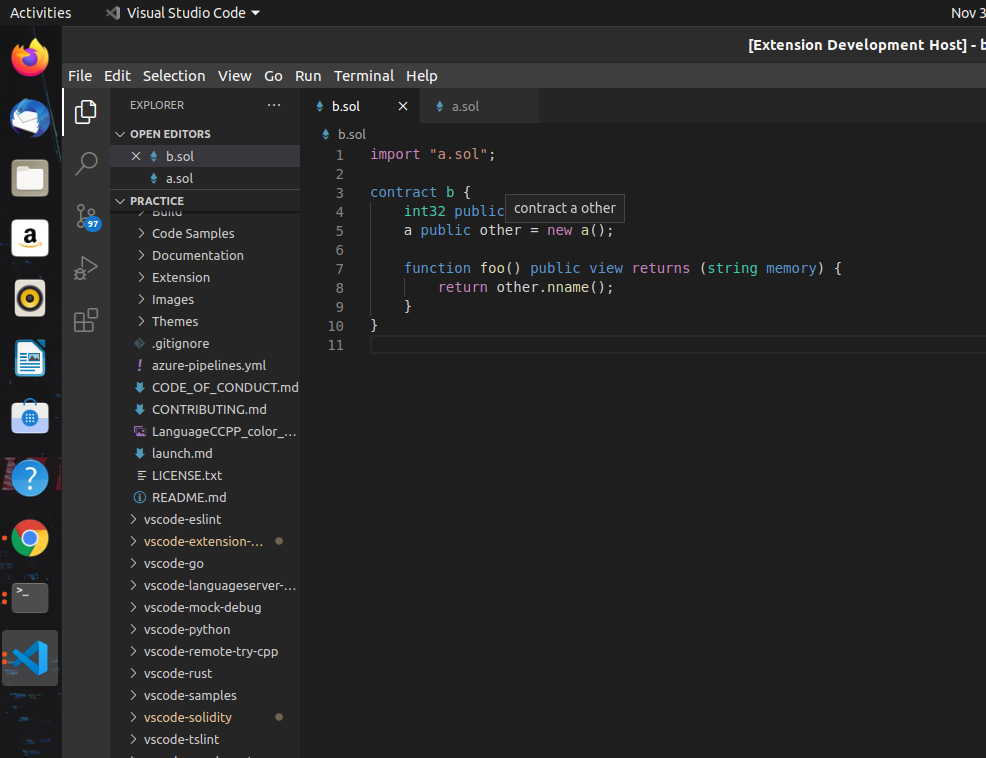 Activities Visual Studio Code Nov 3
[Extension Development Host] - b
File Edit Selection View Go Run Terminal Help
EXPLORER ...
OPEN EDITORS
b.sol
a.sol
PRACTICE
Build
Code Samples
Documentation
Extension
Images
Themes
.gitignore
azure-pipelines.yml
CODE_OF_CONDUCT.md
CONTRIBUTING.md
LanguageCCPP_color_...
launch.md
LICENSE.txt
README.md
vscode-eslint
vscode-extension-...
vscode-go
vscode-languageserver-...
vscode-mock-debug
vscode-python
vscode-remote-try-cpp
vscode-rust
vscode-samples
vscode-solidity
vscode-tslint
97
b.sol a.sol
b.sol
1 import "a.sol";
2
3 contract b {
4 int32 public
contract a other
5 a public other = new a();
6
7 function foo() public view returns (string memory) {
8 return other.nname();
9 }
10 }
11